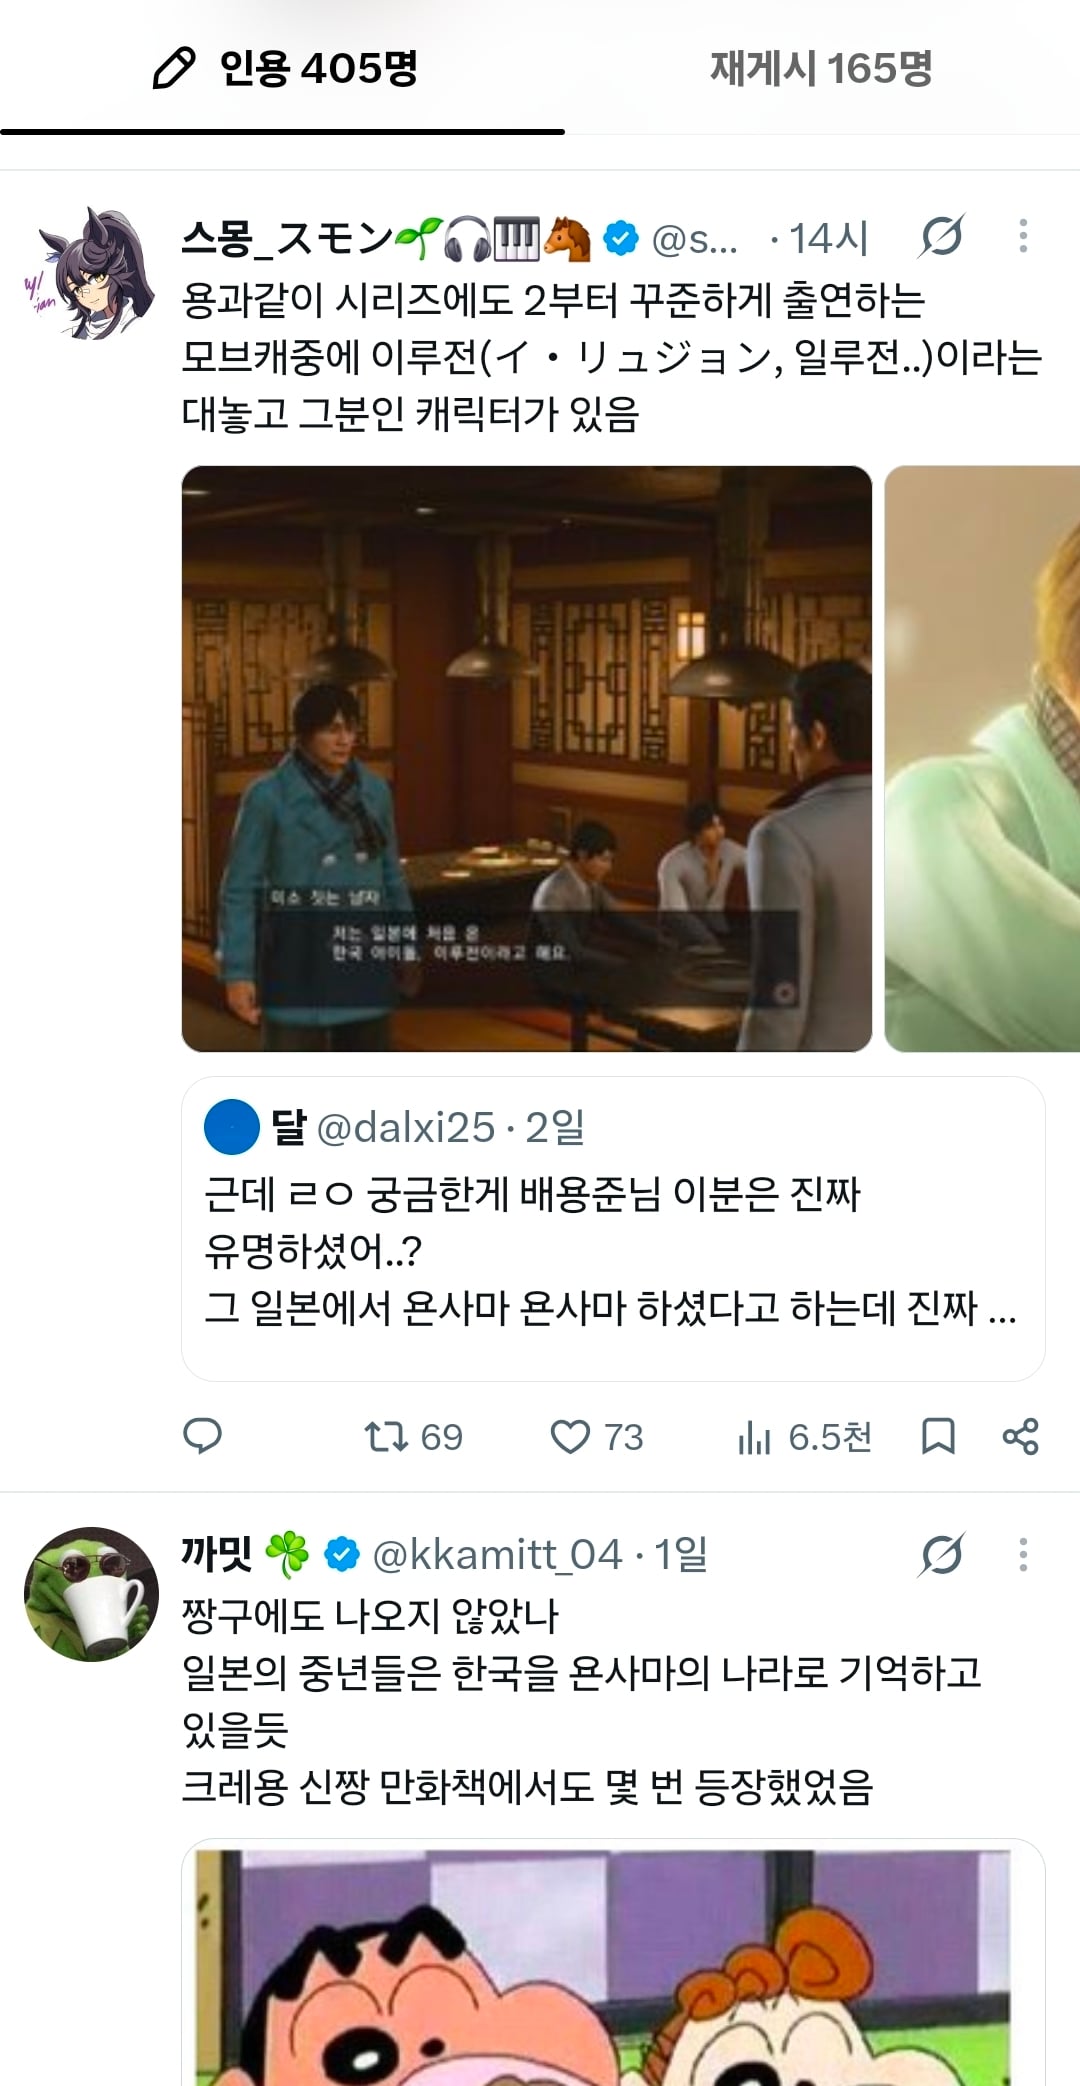 인용 405명
재게시 165명
스몽_スモン🌱🎧🎹🐴 @s... · 14시
용과같이 시리즈에도 2부터 꾸준하게 출연하는
모브캐중에 이루전(イ・リュジョン, 일루전..)이라는
대놓고 그분인 캐릭터가 있음
미소 짓는 남자
저는 일본에 처음 온
한국 아이돌, 이루전이라고 해요.
달 @dalxi25 · 2일
근데 ㄹㅇ 궁금한게 배용준님 이분은 진짜
유명하셨어..?
그 일본에서 욘사마 욘사마 하셨다고 하는데 진짜 ...
69 73 6.5천
까밋 🍀 @kkamitt_04 · 1일
짱구에도 나오지 않았나
일본의 중년들은 한국을 욘사마의 나라로 기억하고
있을듯
크레용 신짱 만화책에서도 몇 번 등장했었음